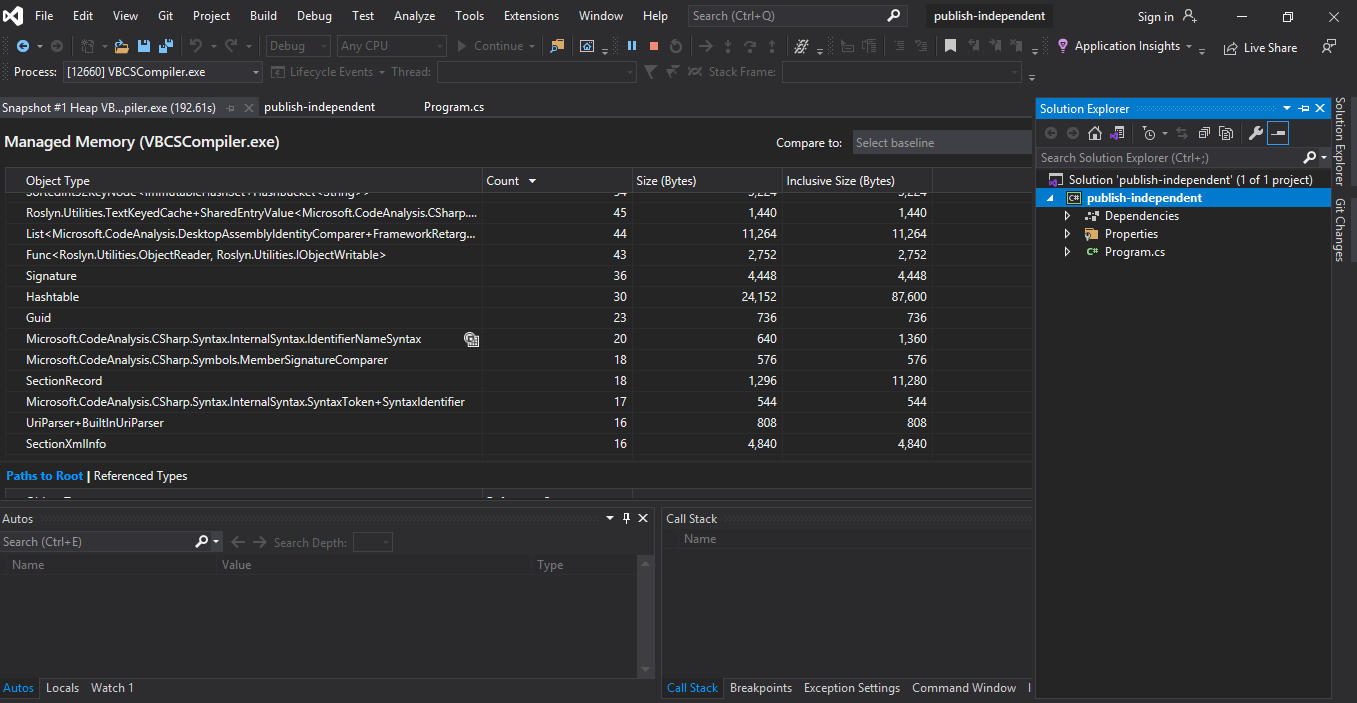 File Edit View Git Project Build Debug Test Analyze Tools Extensions Window Help Search (Ctrl+Q) publish-independent Sign in
Debug Any CPU Continue Application Insights Live Share
Process: [12660] VBCSCompiler.exe Lifecycle Events Thread: Stack Frame:
Snapshot #1 Heap VB...piler.exe (192.61s) publish-independent Program.cs
Managed Memory (VBCSCompiler.exe) Compare to: Select baseline
Object Type Count Size (Bytes) Inclusive Size (Bytes)
Roslyn.Utilities.TextKeyedCache+SharedEntryValue<Microsoft.CodeAnalysis.CSharp.... 45 1,440 1,440
List<Microsoft.CodeAnalysis.DesktopAssemblyIdentityComparer+FrameworkRetarg... 44 11,264 11,264
Func<Roslyn.Utilities.ObjectReader, Roslyn.Utilities.IObjectWritable> 43 2,752 2,752
Signature 36 4,448 4,448
Hashtable 30 24,152 87,600
Guid 23 736 736
Microsoft.CodeAnalysis.CSharp.Syntax.InternalSyntax.IdentifierNameSyntax 20 640 1,360
Microsoft.CodeAnalysis.CSharp.Symbols.MemberSignatureComparer 18 576 576
SectionRecord 18 1,296 11,280
Microsoft.CodeAnalysis.CSharp.Syntax.InternalSyntax.SyntaxToken+SyntaxIdentifier 17 544 544
UriParser+BuiltInUriParser 16 808 808
SectionXmlInfo 16 4,840 4,840
Paths to Root | Referenced Types
Autos
Search (Ctrl+E) Search Depth:
Name Value Type
Autos Locals Watch 1
Call Stack
Name
Call Stack Breakpoints Exception Settings Command Window
Solution Explorer
Search Solution Explorer (Ctrl+;)
Solution 'publish-independent' (1 of 1 project)
C# publish-independent
Dependencies
Properties
C# Program.cs
Solution Explorer
Git Changes